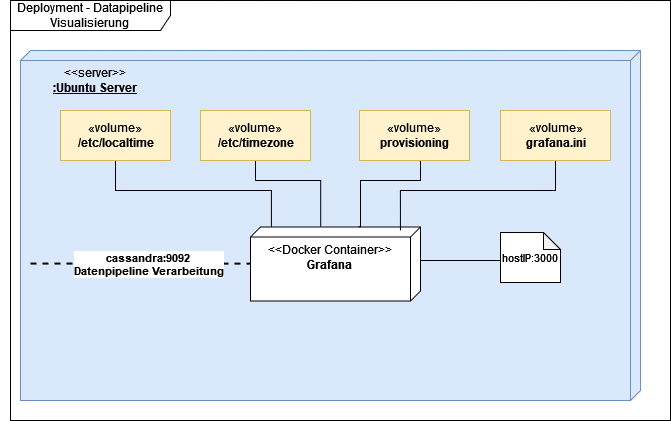 Deployment - Datapipeline
Visualisierung
<<server>>
:Ubuntu Server
«volume»
/etc/localtime
«volume»
/etc/timezone
«volume»
provisioning
«volume»
grafana.ini
<<Docker Container>>
Grafana
cassandra:9092
Datenpipeline Verarbeitung
hostIP:3000